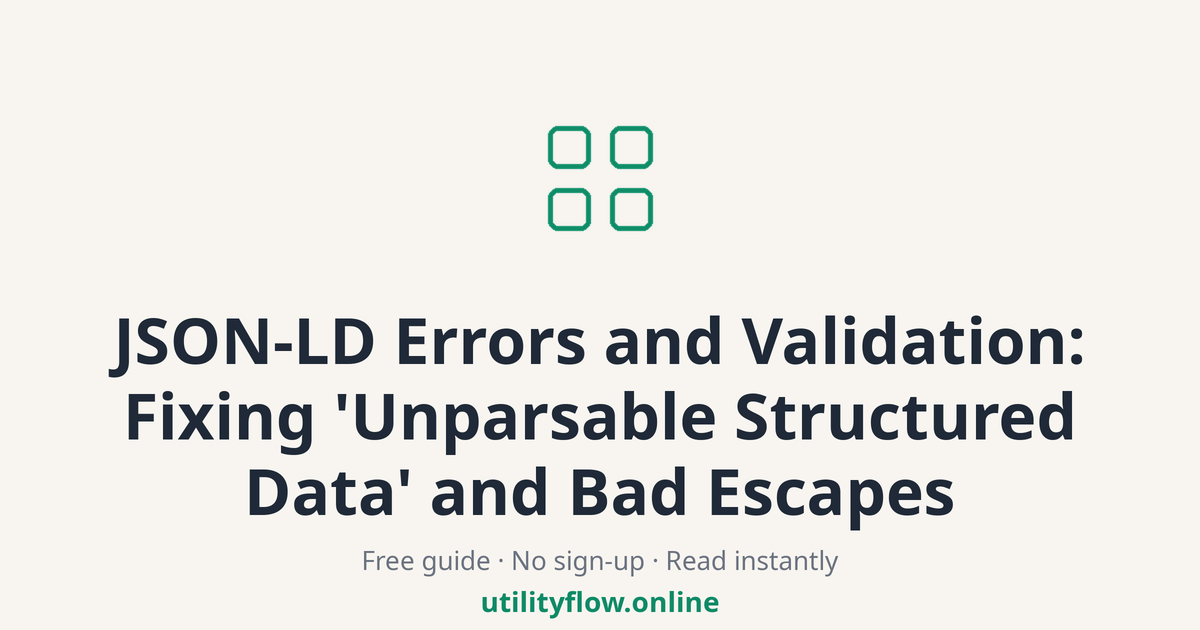 JSON-LD Errors and Validation:
Fixing 'Unparsable Structured
Data' and Bad Escapes
Free guide · No sign-up · Read instantly
utilityflow.online